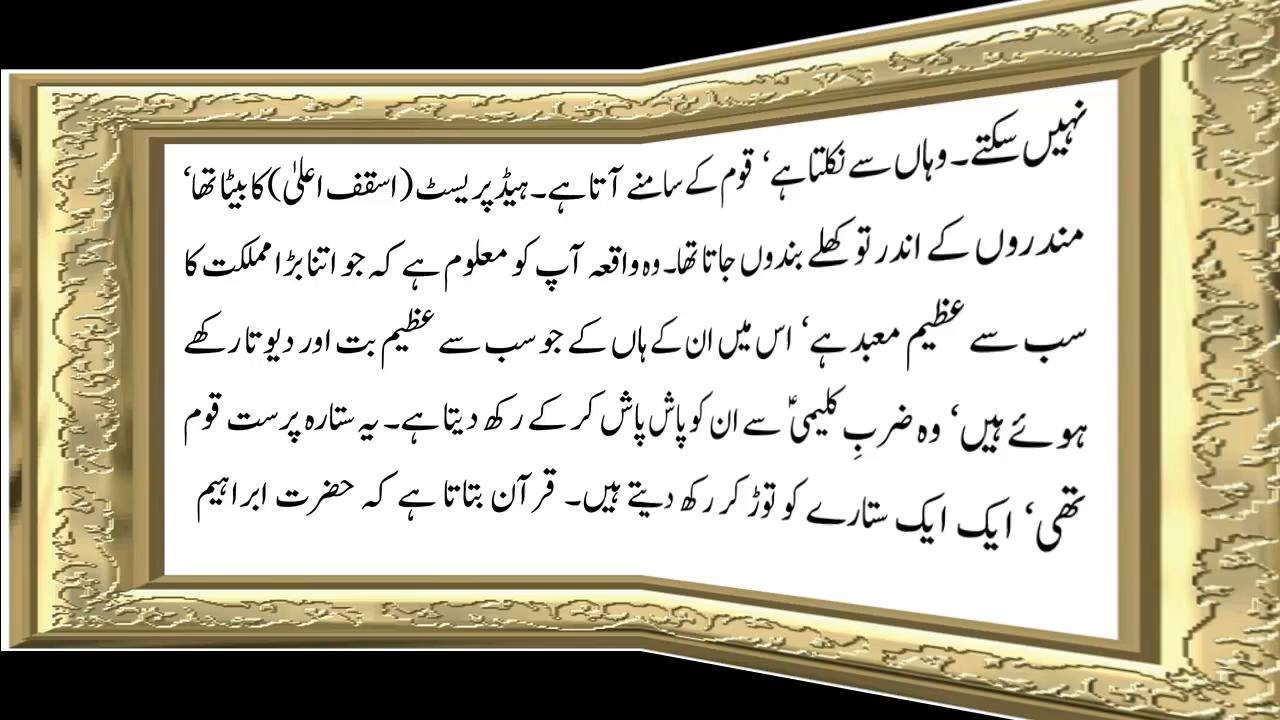 نہیں سکتے۔ وہاں سے نکلتا ہے‘ قوم کے سامنے آتا ہے۔ ہیڈ پریسٹ (اسقف اعلیٰ) کا بیٹا تھا‘
مندروں کے اندر تو کھلے بندوں جاتا تھا۔ وہ واقعہ آپ کو معلوم ہے کہ جو اتنا بڑا مملکت کا
سب سے عظیم معبد ہے‘ اس میں ان کے ہاں کے جو سب سے عظیم بت اور دیوتا رکھے
ہوئے ہیں‘ وہ ضربِ کلیمیؑ سے ان کو پاش پاش کر کے رکھ دیتا ہے۔ یہ ستارہ پرست قوم
تھی‘ ایک ایک ستارے کو توڑ کر رکھ دیتے ہیں۔ قرآن بتاتا ہے کہ حضرت ابراہیم